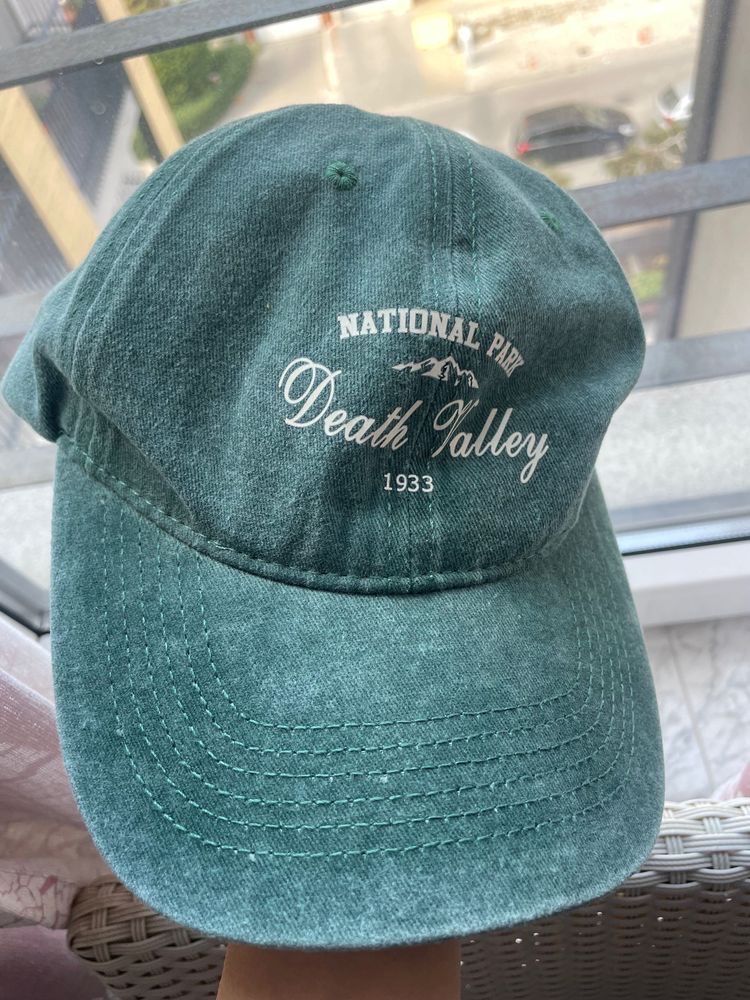 NATIONAL PARK
Death Valley
1933